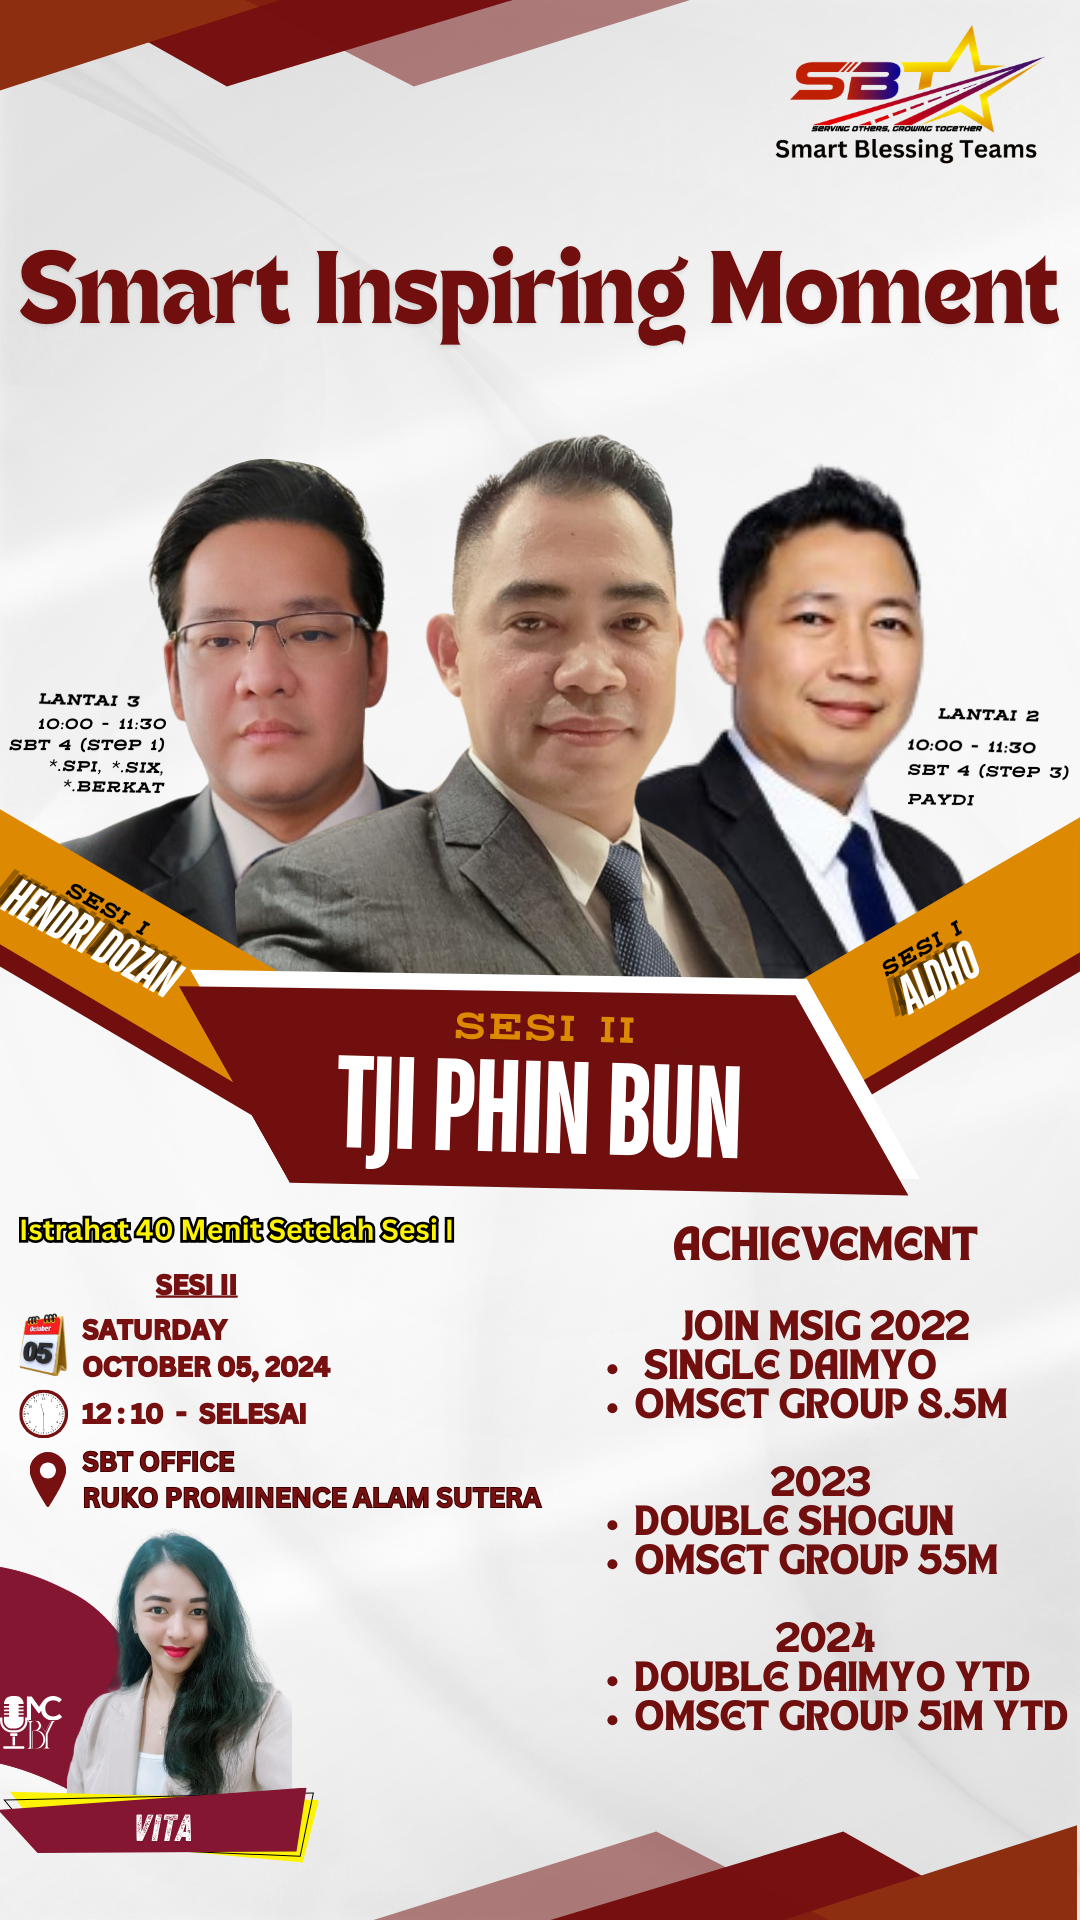 SBT
SERVING OTHERS, GROWING TOGETHER
Smart Blessing Teams
Smart Inspiring Moment
LANTAI 3
10:00 - 11:30
SBT 4 (STEP 1)
*.SPI, *.SIX,
*.BERKAT
LANTAI 2
10:00 - 11:30
SBT 4 (STEP 3)
PAYDI
SESI I
HENDRI DOZAN
SESI I
ALDHO
SESI II
TJI PHIN BUN
Istrahat 40 Menit Setelah Sesi I
SESI II
October
05
SATURDAY
OCTOBER 05, 2024
12 : 10 - SELESAI
SBT OFFICE
RUKO PROMINENCE ALAM SUTERA
ACHIEVEMENT
JOIN MSIG 2022
• SINGLE DAIMYO
• OMSET GROUP 8.5M
2023
• DOUBLE SHOGUN
• OMSET GROUP 55M
2024
• DOUBLE DAIMYO YTD
• OMSET GROUP 51M YTD
MC
BY
VITA